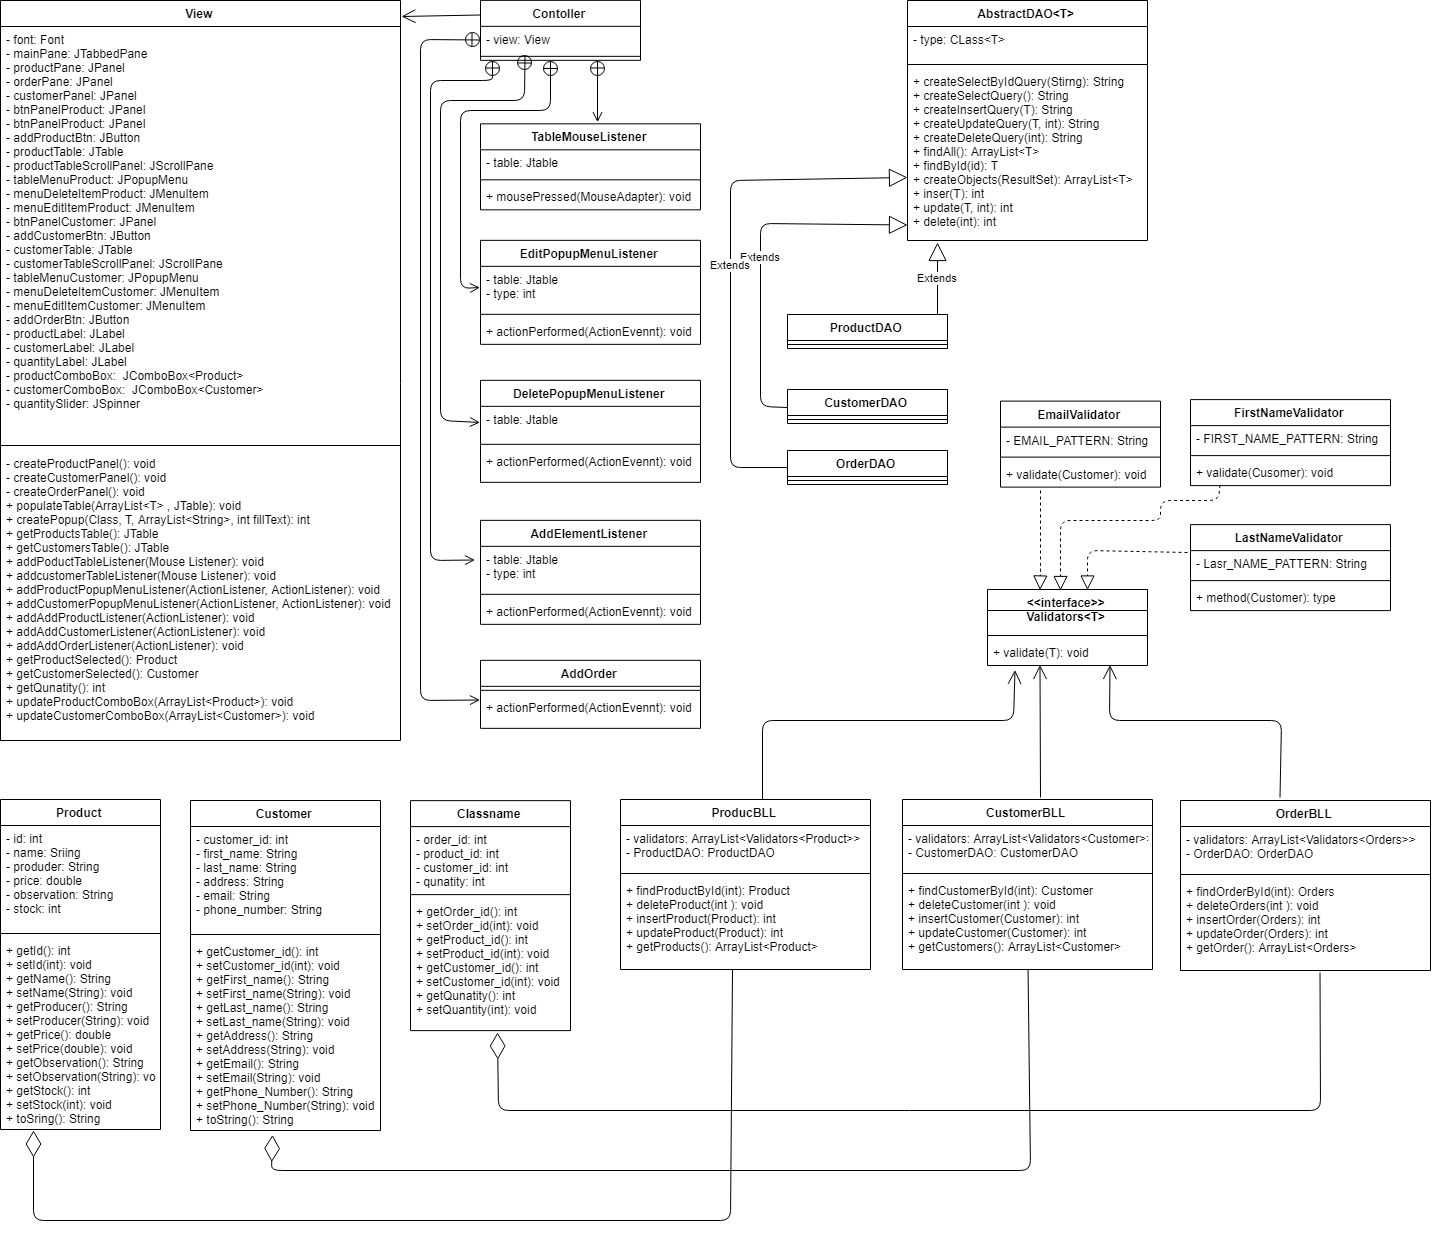 View
- font: Font
- mainPane: JTabbedPane
- productPane: JPanel
- orderPane: JPanel
- customerPanel: JPanel
- btnPanelProduct: JPanel
- btnPanelProduct: JPanel
- addProductBtn: JButton
- productTable: JTable
- productTableScrollPanel: JScrollPane
- tableMenuProduct: JPopupMenu
- menuDeleteItemProduct: JMenuItem
- menuEditItemProduct: JMenuItem
- btnPanelCustomer: JPanel
- addCustomerBtn: JButton
- customerTable: JTable
- customerTableScrollPanel: JScrollPane
- tableMenuCustomer: JPopupMenu
- menuDeleteItemCustomer: JMenuItem
- menuEditItemCustomer: JMenuItem
- addOrderBtn: JButton
- productLabel: JLabel
- customerLabel: JLabel
- quantityLabel: JLabel
- productComboBox: JComboBox<Product>
- customerComboBox: JComboBox<Customer>
- quantitySlider: JSpinner
- createProductPanel(): void
- createCustomerPanel(): void
- createOrderPanel(): void
+ populateTable(ArrayList<T> , JTable): void
+ createPopup(Class, T, ArrayList<String>, int fillText): int
+ getProductsTable(): JTable
+ getCustomersTable(): JTable
+ addPoductTableListener(Mouse Listener): void
+ addcustomerTableListener(Mouse Listener): void
+ addProductPopupMenuListener(ActionListener, ActionListener): void
+ addCustomerPopupMenuListener(ActionListener, ActionListener): void
+ addAddProductListener(ActionListener): void
+ addAddCustomerListener(ActionListener): void
+ addAddOrderListener(ActionListener): void
+ getProductSelected(): Product
+ getCustomerSelected(): Customer
+ getQunatity(): int
+ updateProductComboBox(ArrayList<Product>): void
+ updateCustomerComboBox(ArrayList<Customer>): void
Contoller
- view: View
TableMouseListener
- table: Jtable
+ mousePressed(MouseAdapter): void
EditPopupMenuListener
- table: Jtable
- type: int
+ actionPerformed(ActionEvennt): void
DeletePopupMenuListener
- table: Jtable
+ actionPerformed(ActionEvennt): void
AddElementListener
- table: Jtable
- type: int
+ actionPerformed(ActionEvennt): void
AddOrder
+ actionPerformed(ActionEvennt): void
AbstractDAO<T>
- type: CLass<T>
+ createSelectByIdQuery(Stirng): String
+ createSelectQuery(): String
+ createInsertQuery(T): String
+ createUpdateQuery(T, int): String
+ createDeleteQuery(int): String
+ findAll(): ArrayList<T>
+ findById(id): T
+ createObjects(ResultSet): ArrayList<T>
+ inser(T): int
+ update(T, int): int
+ delete(int): int
Extends
Extends
Extends
ProductDAO
CustomerDAO
OrderDAO
EmailValidator
- EMAIL_PATTERN: String
+ validate(Customer): void
FirstNameValidator
- FIRST_NAME_PATTERN: String
+ validate(Cusomer): void
LastNameValidator
- Lasr_NAME_PATTERN: String
+ method(Customer): type
<<interface>>
Validators<T>
+ validate(T): void
Product
- id: int
- name: Sriing
- produder: String
- price: double
- observation: String
- stock: int
+ getId(): int
+ setId(int): void
+ getName(): String
+ setName(String): void
+ getProducer(): String
+ setProducer(String): void
+ getPrice(): double
+ setPrice(double): void
+ getObservation(): String
+ setObservation(String): vo
+ getStock(): int
+ setStock(int): void
+ toSring(): String
Customer
- customer_id: int
- first_name: String
- last_name: String
- address: String
- email: String
- phone_number: String
+ getCustomer_id(): int
+ setCustomer_id(int): void
+ getFirst_name(): String
+ setFirst_name(String): void
+ getLast_name(): String
+ setLast_name(String): void
+ getAddress(): String
+ setAddress(String): void
+ getEmail(): String
+ setEmail(String): void
+ getPhone_Number(): String
+ setPhone_Number(String): void
+ toString(): String
Classname
- order_id: int
- product_id: int
- customer_id: int
- qunatity: int
+ getOrder_id(): int
+ setOrder_id(int): void
+ getProduct_id(): int
+ setProduct_id(int): void
+ getCustomer_id(): int
+ setCustomer_id(int): void
+ getQunatity(): int
+ setQuantity(int): void
ProducBLL
- validators: ArrayList<Validators<Product>>
- ProductDAO: ProductDAO
+ findProductById(int): Product
+ deleteProduct(int ): void
+ insertProduct(Product): int
+ updateProduct(Product): int
+ getProducts(): ArrayList<Product>
CustomerBLL
- validators: ArrayList<Validators<Customer>
- CustomerDAO: CustomerDAO
+ findCustomerById(int): Customer
+ deleteCustomer(int ): void
+ insertCustomer(Customer): int
+ updateCustomer(Customer): int
+ getCustomers(): ArrayList<Customer>
OrderBLL
- validators: ArrayList<Validators<Orders>>
- OrderDAO: OrderDAO
+ findOrderById(int): Orders
+ deleteOrders(int ): void
+ insertOrder(Orders): int
+ updateOrder(Orders): int
+ getOrder(): ArrayList<Orders>